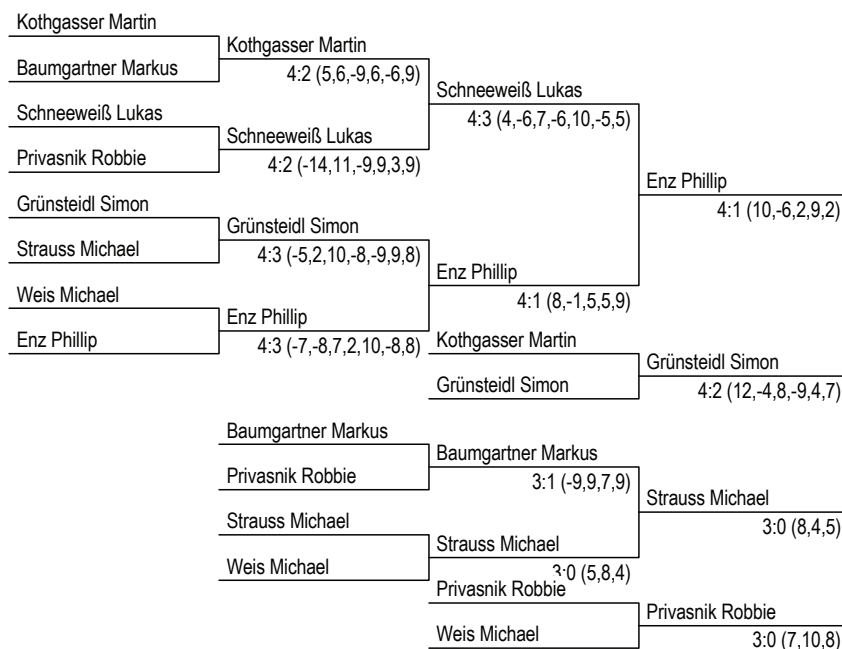 Kothgasser Martin
Kothgasser Martin
Baumgartner Markus
4:2 (5,6,-9,6,-6,9)
Schneeweiß Lukas
Schneeweiß Lukas
4:3 (4,-6,7,-6,10,-5,5)
Schneeweiß Lukas
Privasnik Robbie
4:2 (-14,11,-9,9,3,9)
Enz Phillip
Grünsteidl Simon
4:1 (10,-6,2,9,2)
Grünsteidl Simon
Strauss Michael
4:3 (-5,2,10,-8,-9,9,8)
Enz Phillip
Weis Michael
4:1 (8,-1,5,5,9)
Enz Phillip
Enz Phillip
4:3 (-7,-8,7,2,10,-8,8)
Kothgasser Martin
Grünsteidl Simon
Grünsteidl Simon
4:2 (12,-4,8,-9,4,7)
Baumgartner Markus
Baumgartner Markus
Privasnik Robbie
3:1 (-9,9,7,9)
Strauss Michael
Strauss Michael
3:0 (8,4,5)
Strauss Michael
Weis Michael
3:0 (5,8,4)
Privasnik Robbie
Privasnik Robbie
Weis Michael
3:0 (7,10,8)